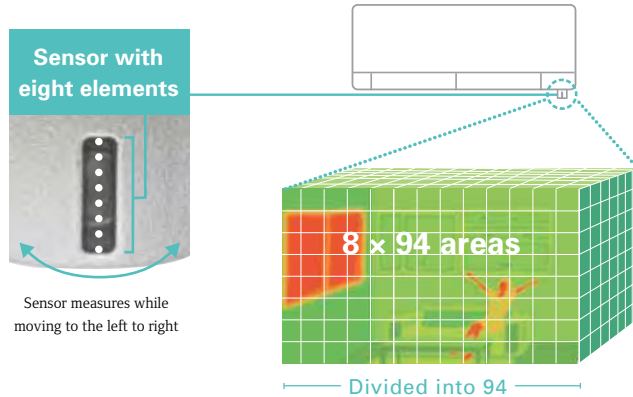 Sensor with
eight elements
8 × 94 areas
Sensor measures while
moving to the left to right
Divided into 94